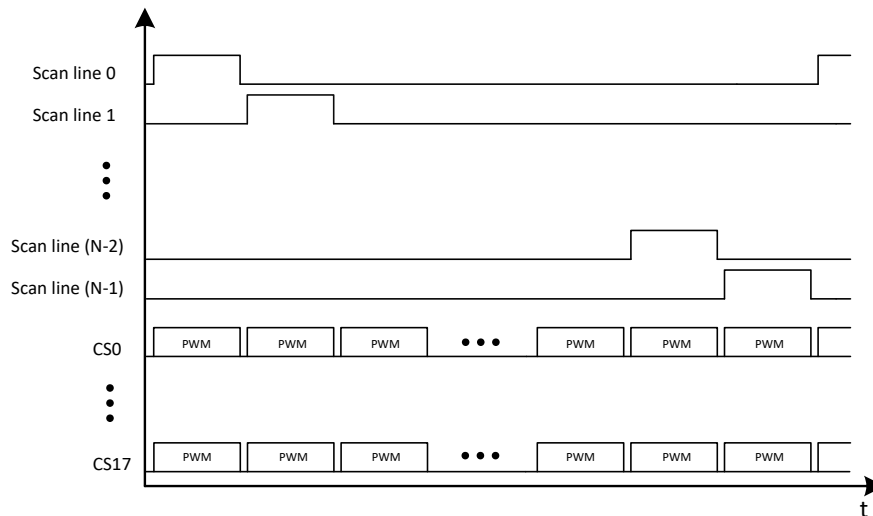 Scan line 0
Scan line 1
Scan line (N-2)
Scan line (N-1)
CS0 PWM PWM PWM PWM PWM PWM
CS17 PWM PWM PWM PWM PWM PWM
t